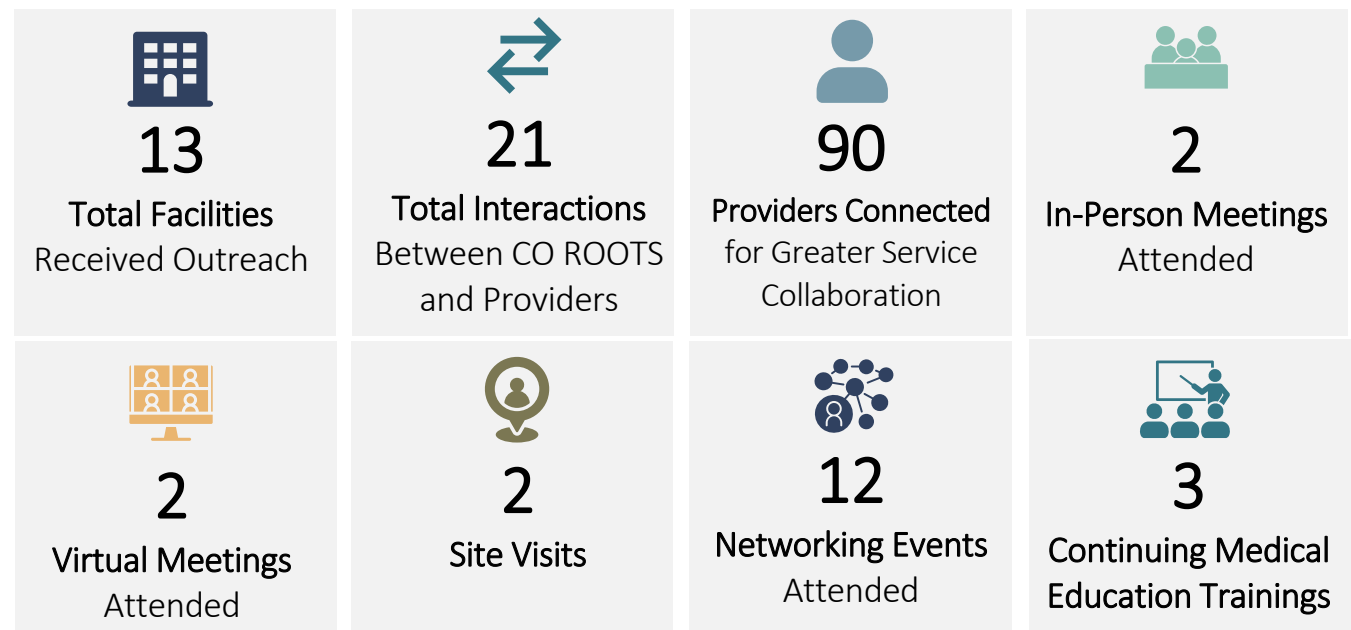 13
Total Facilities
Received Outreach
21
Total Interactions
Between CO ROOTS
and Providers
90
Providers Connected
for Greater Service
Collaboration
2
In-Person Meetings
Attended
2
Virtual Meetings
Attended
2
Site Visits
12
Networking Events
Attended
3
Continuing Medical
Education Trainings